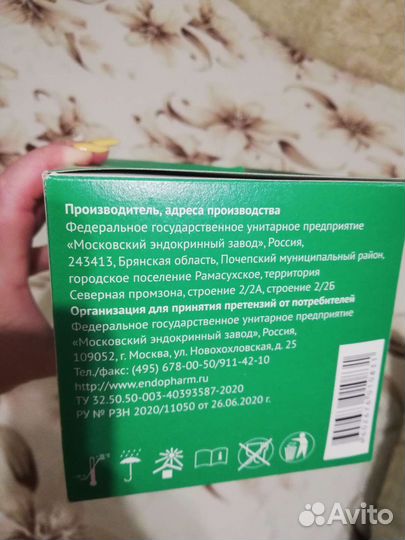 Производитель, адреса производства
Федеральное государственное унитарное предприятие
«Московский эндокринный завод», Россия,
243413, Брянская область, Почепский муниципальный район,
городское поселение Рамасухское, территория
Северная промзона, строение 2/2А, строение 2/2Б
Организация для принятия претензий от потребителей
Федеральное государственное унитарное предприятие
«Московский эндокринный завод», Россия,
109052, г. Москва, ул. Новохохловская, д. 25
Тел./факс: (495) 678-00-50/911-42-10
http://www.endopharm.ru
ТУ 32.50.50-003-40393587-2020
РУ № РЗН 2020/11050 от 26.06.2020 г.
Avito